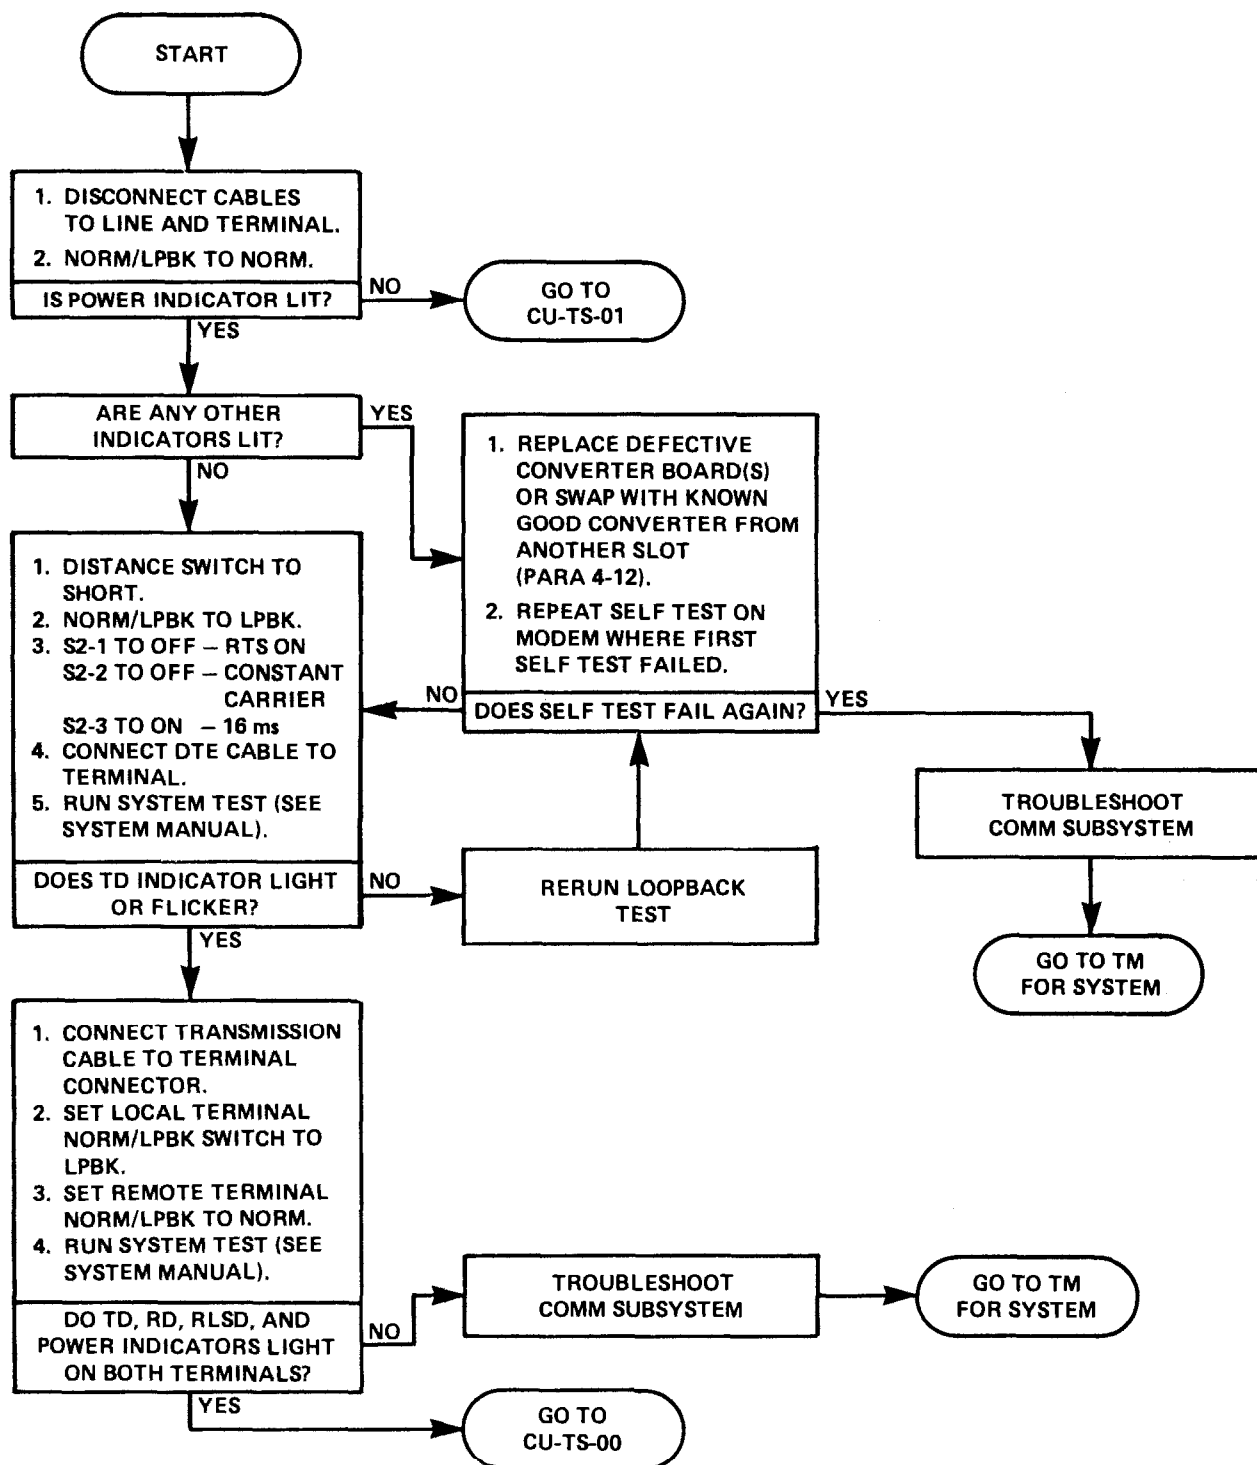 START
1. DISCONNECT CABLES
TO LINE AND TERMINAL.
2. NORM/LPBK TO NORM.
IS POWER INDICATOR LIT?
NO
GO TO
CU-TS-01
YES
ARE ANY OTHER
INDICATORS LIT?
YES
NO
1. REPLACE DEFECTIVE
CONVERTER BOARD(S)
OR SWAP WITH KNOWN
GOOD CONVERTER FROM
ANOTHER SLOT
(PARA 4-12).
2. REPEAT SELF TEST ON
MODEM WHERE FIRST
SELF TEST FAILED.
DOES SELF TEST FAIL AGAIN?
NO
YES
1. DISTANCE SWITCH TO
SHORT.
2. NORM/LPBK TO LPBK.
3. S2-1 TO OFF – RTS ON
S2-2 TO OFF – CONSTANT
CARRIER
S2-3 TO ON – 16 ms
4. CONNECT DTE CABLE TO
TERMINAL.
5. RUN SYSTEM TEST (SEE
SYSTEM MANUAL).
DOES TD INDICATOR LIGHT
OR FLICKER?
NO
RERUN LOOPBACK
TEST
TROUBLESHOOT
COMM SUBSYSTEM
GO TO TM
FOR SYSTEM
YES
1. CONNECT TRANSMISSION
CABLE TO TERMINAL
CONNECTOR.
2. SET LOCAL TERMINAL
NORM/LPBK SWITCH TO
LPBK.
3. SET REMOTE TERMINAL
NORM/LPBK TO NORM.
4. RUN SYSTEM TEST (SEE
SYSTEM MANUAL).
DO TD, RD, RLSD, AND
POWER INDICATORS LIGHT
ON BOTH TERMINALS?
NO
TROUBLESHOOT
COMM SUBSYSTEM
GO TO TM
FOR SYSTEM
YES
GO TO
CU-TS-00